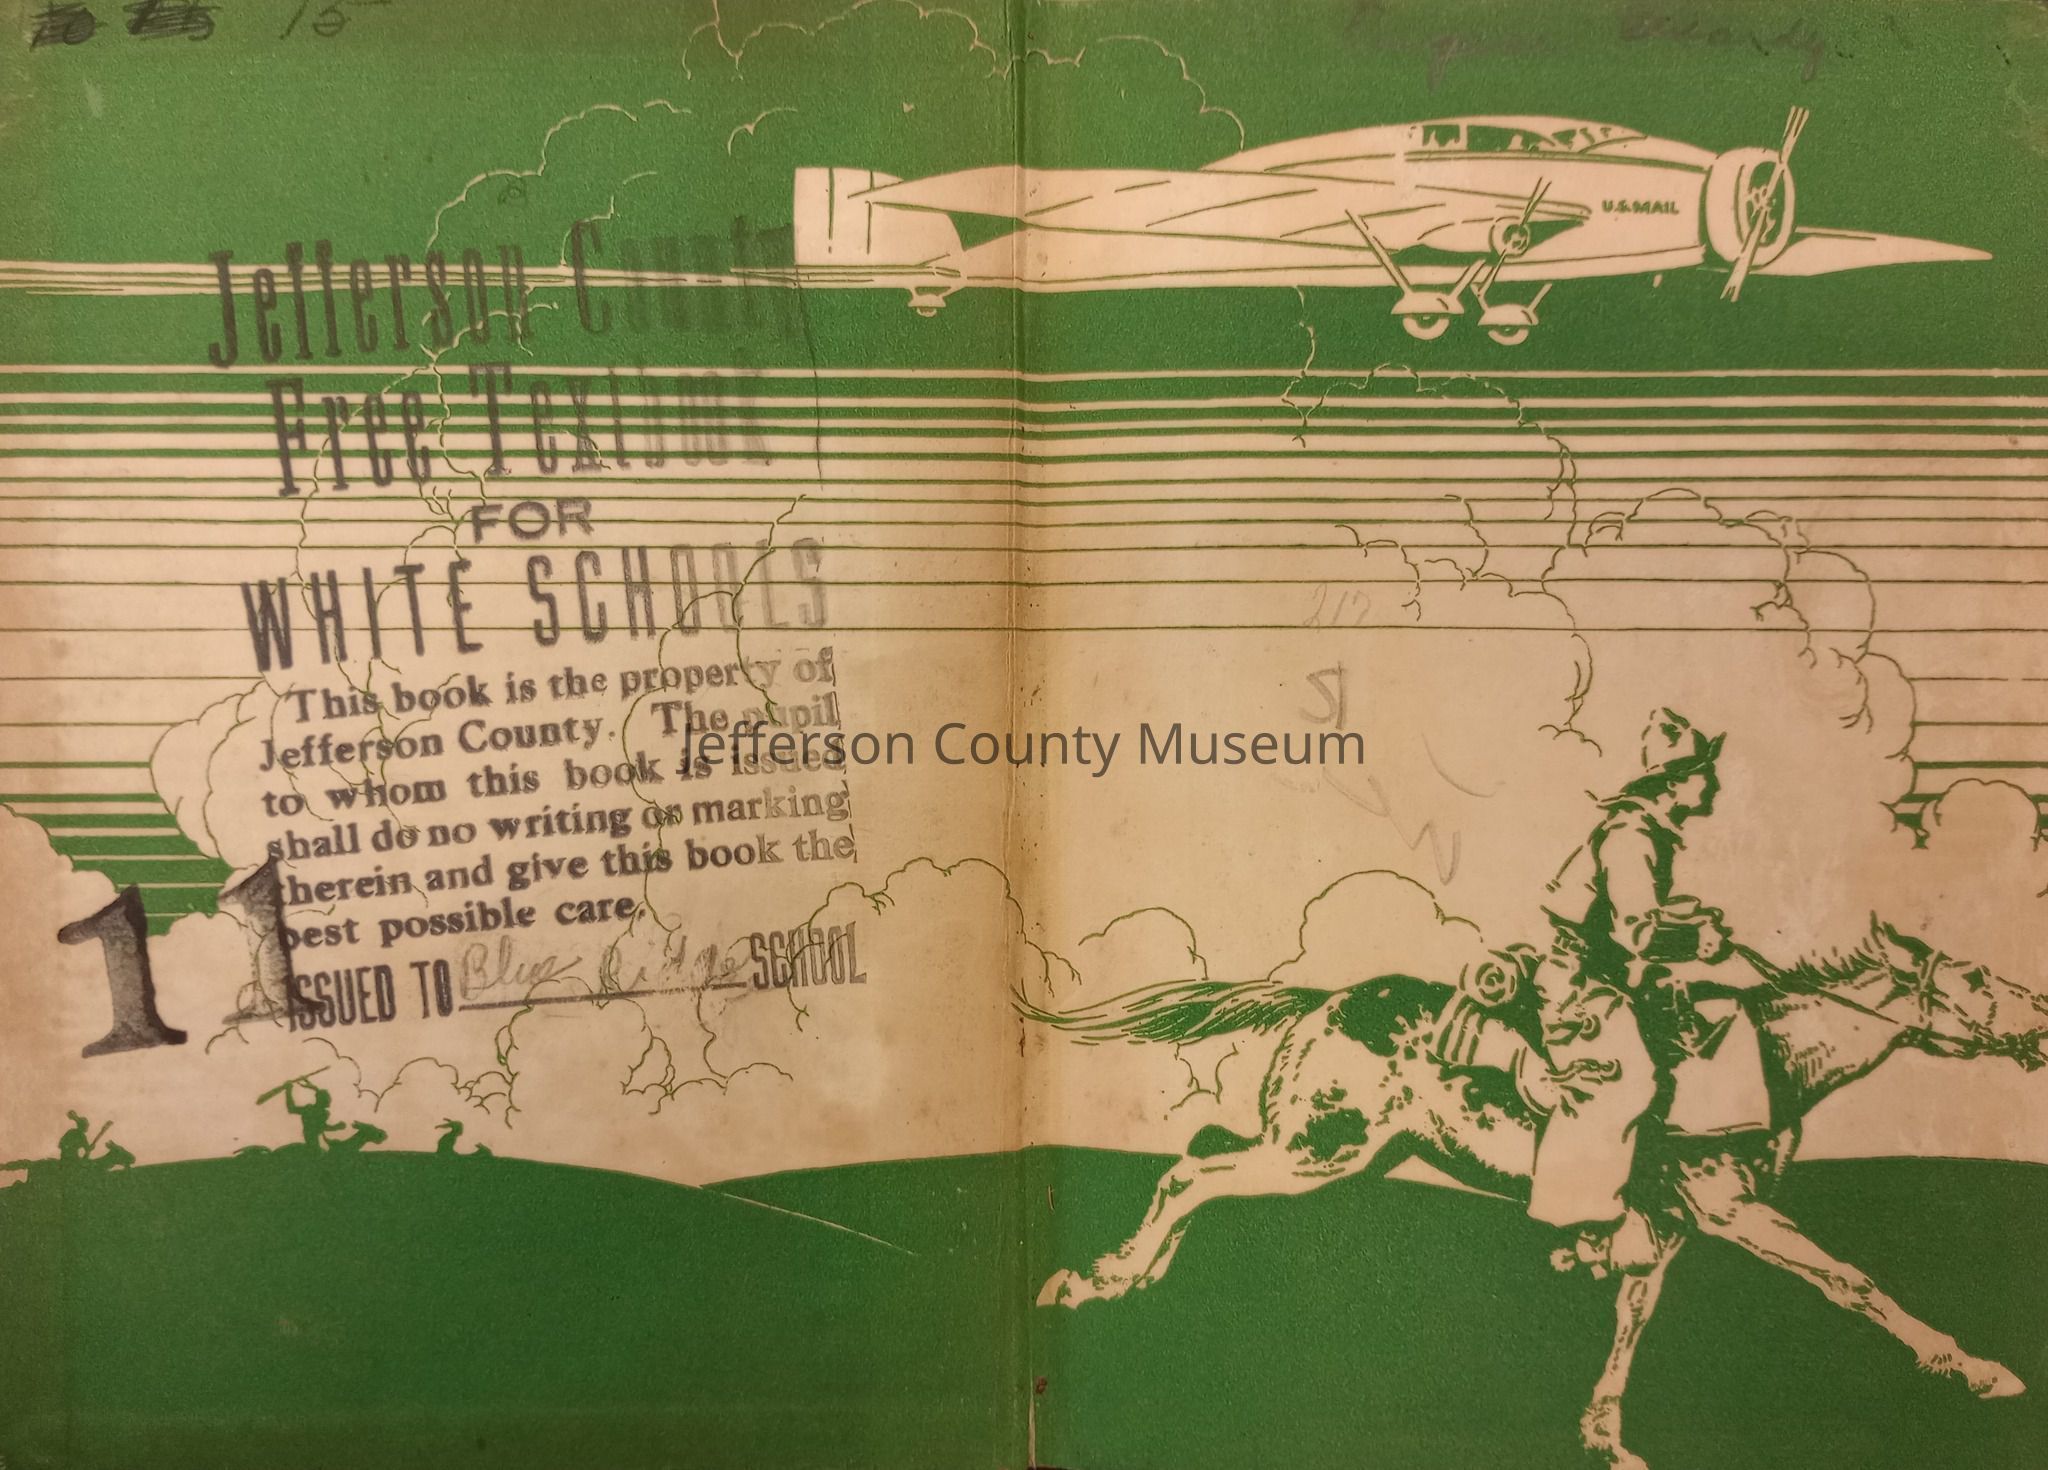 15
U.S. MAIL
Jefferson County
Free Textbook
FOR
WHITE SCHOOLS
This book is the property of
Jefferson County. The pupil
to whom this book is issued
shall do no writing or marking
therein and give this book the
best possible care.
ISSUED TO Blue Ridge SCHOOL
11
217
Jefferson County Museum